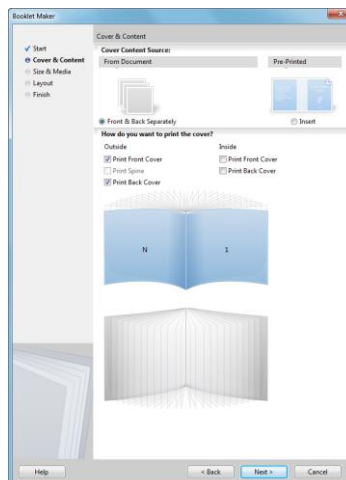 Booklet Maker
Start
Cover & Content
Size & Media
Layout
Finish
Cover & Content
Cover Content Source:
From Document Pre-Printed
Front & Back Separately Insert
How do you want to print the cover?
Outside Inside
Print Front Cover Print Front Cover
Print Spine Print Back Cover
Print Back Cover
N 1
Help < Back Next > Cancel